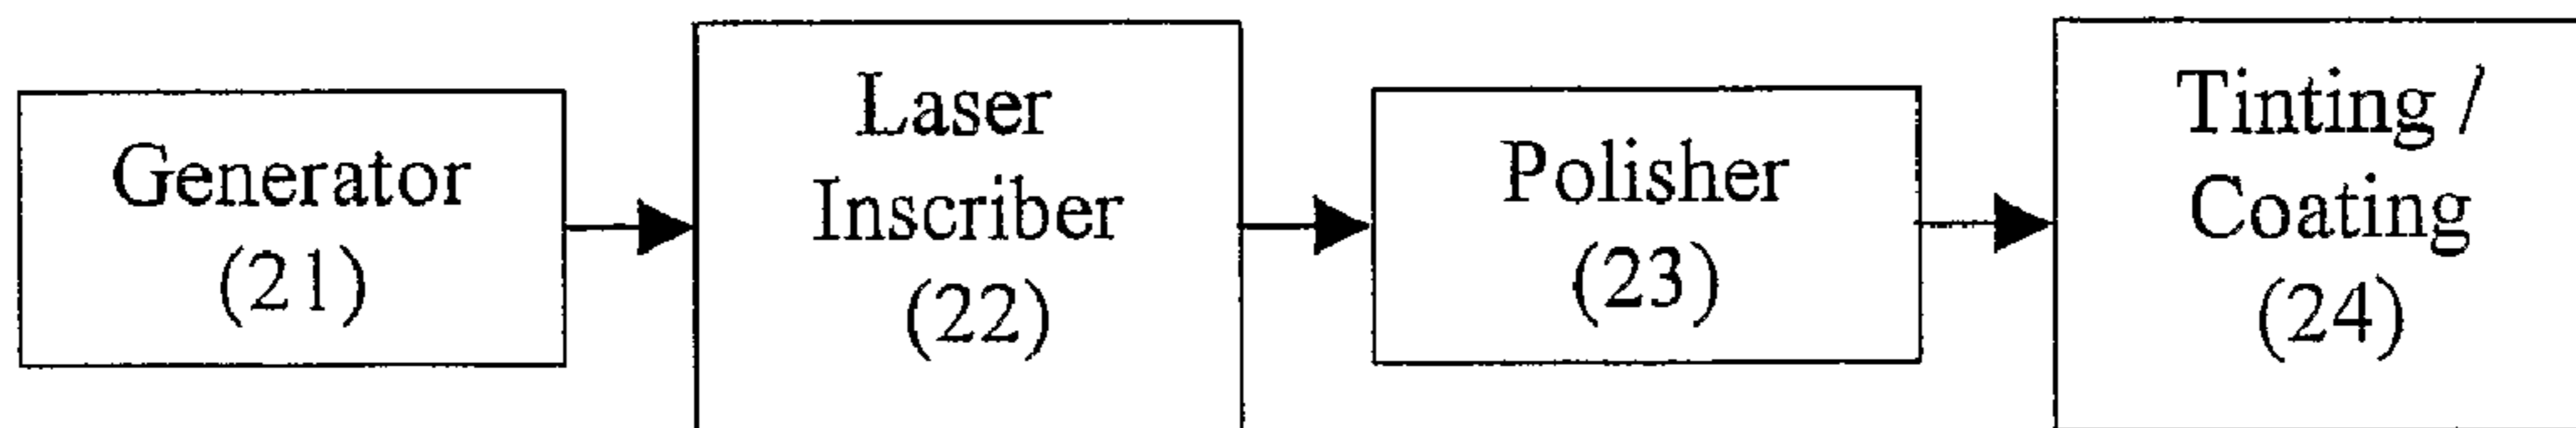 Generator
(21)
Laser
Inscriber
(22)
Polisher
(23)
Tinting /
Coating
(24)